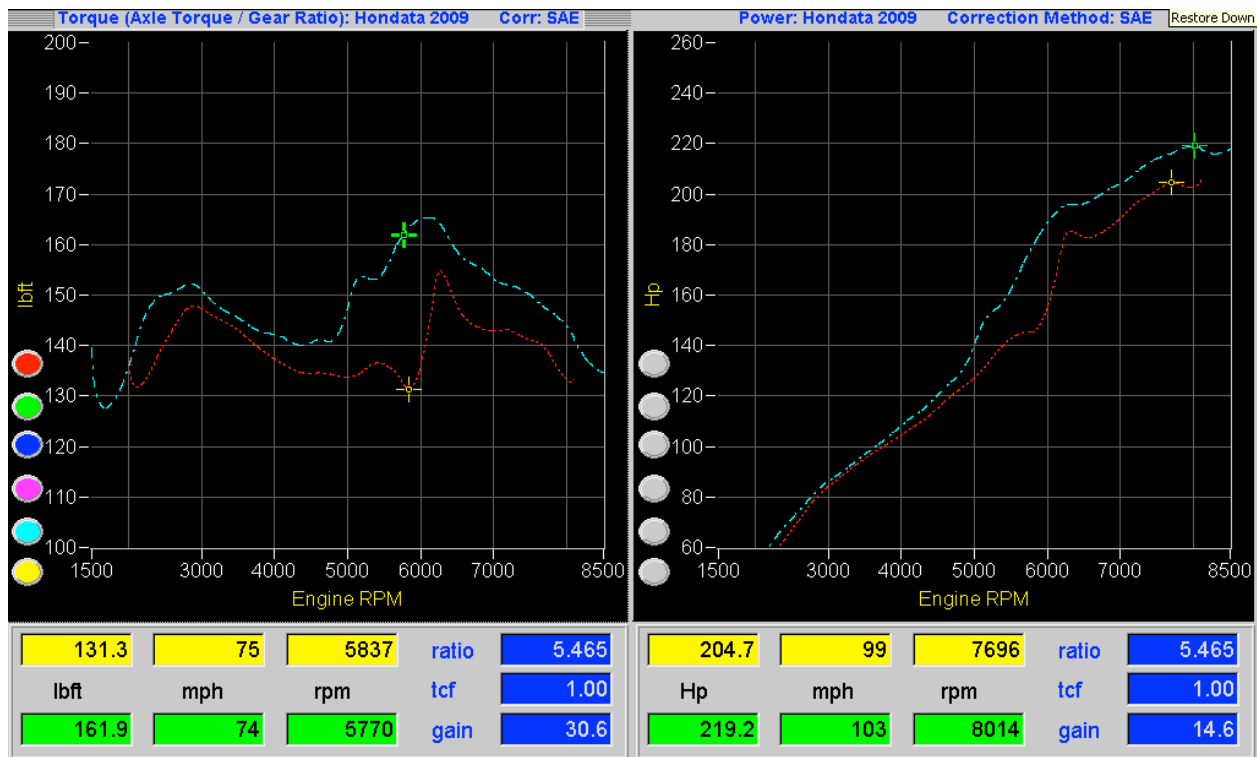 Torque (Axle Torque / Gear Ratio): Hondata 2009 Corr: SAE
200
190
180
170
160
150
140
130
120
110
100
lbft
1500 3000 4000 5000 6000 7000 8500
Engine RPM
131.3 75 5837 ratio 5.465
lbft mph rpm tcf 1.00
161.9 74 5770 gain 30.6
Power: Hondata 2009 Correction Method: SAE Restore Down
260
240
220
200
180
160
140
120
100
80
60
Hp
1500 3000 4000 5000 6000 7000 8500
Engine RPM
204.7 99 7696 ratio 5.465
Hp mph rpm tcf 1.00
219.2 103 8014 gain 14.6